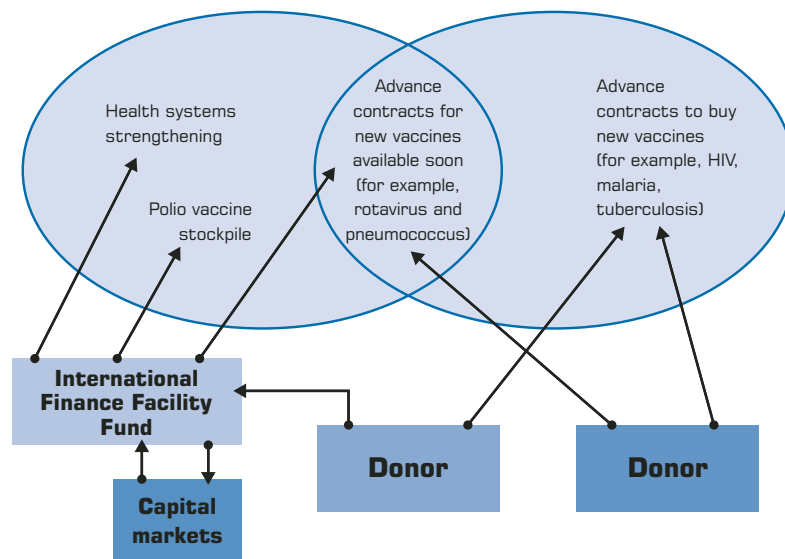 Health systems
strengthening
Polio vaccine
stockpile
Advance
contracts for
new vaccines
available soon
(for example,
rotavirus and
pneumococcus)
Advance
contracts to buy
new vaccines
(for example, HIV,
malaria,
tuberculosis)
International
Finance Facility
Fund
Donor
Donor
Capital
markets